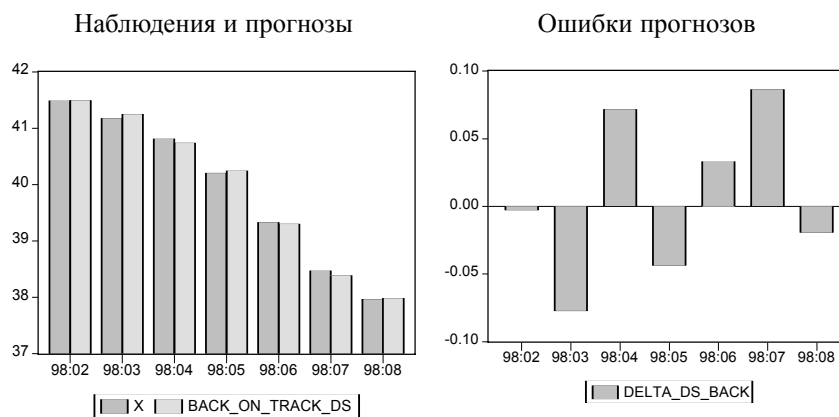 Наблюдения и прогнозы
42
41
40
39
38
37
98:02 98:03 98:04 98:05 98:06 98:07 98:08
X BACK_ON_TRACK_DS
Ошибки прогнозов
0.10
0.05
0.00
-0.05
-0.10
98:02 98:03 98:04 98:05 98:06 98:07 98:08
DELTA_DS_BACK